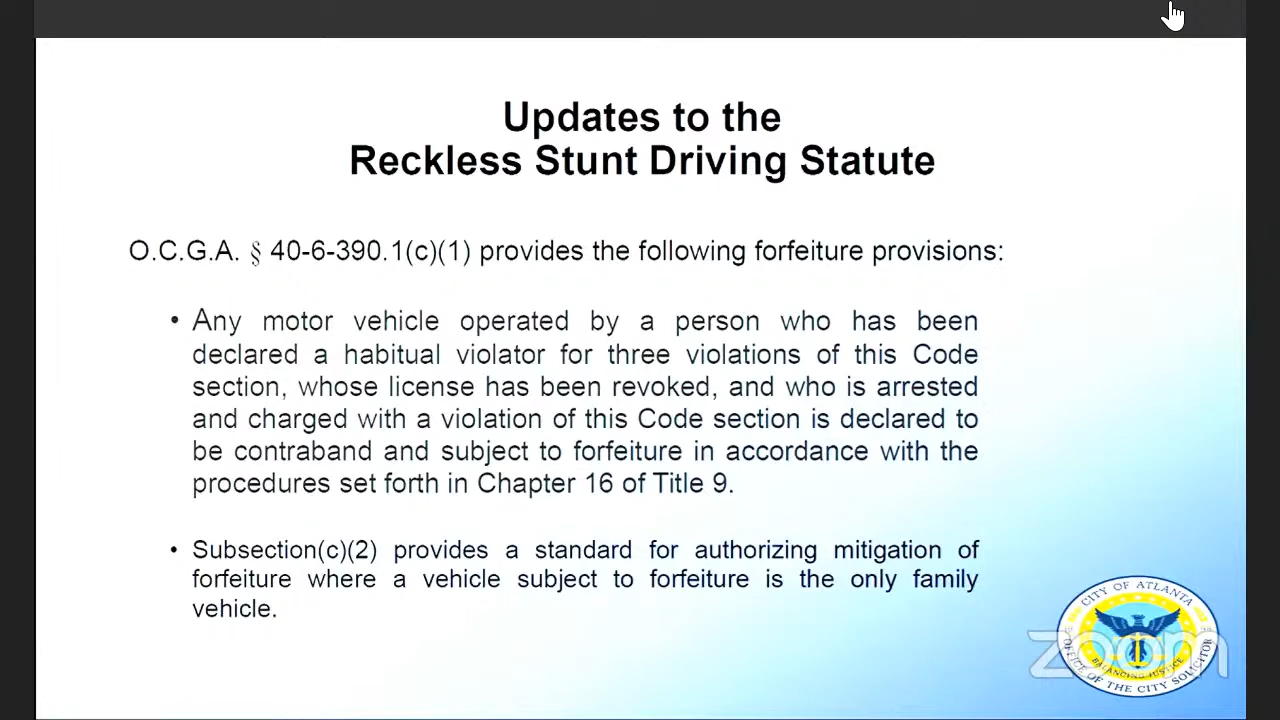 Updates to the
Reckless Stunt Driving Statute
O.C.G.A. § 40-6-390.1(c)(1) provides the following forfeiture provisions:
• Any motor vehicle operated by a person who has been
declared a habitual violator for three violations of this Code
section, whose license has been revoked, and who is arrested
and charged with a violation of this Code section is declared to
be contraband and subject to forfeiture in accordance with the
procedures set forth in Chapter 16 of Title 9.
• Subsection(c)(2) provides a standard for authorizing mitigation of
forfeiture where a vehicle subject to forfeiture is the only family
vehicle.
CITY OF ATLANTA
zoom
BALANCING JUSTICE
OFFICE OF THE CITY SOLICITOR